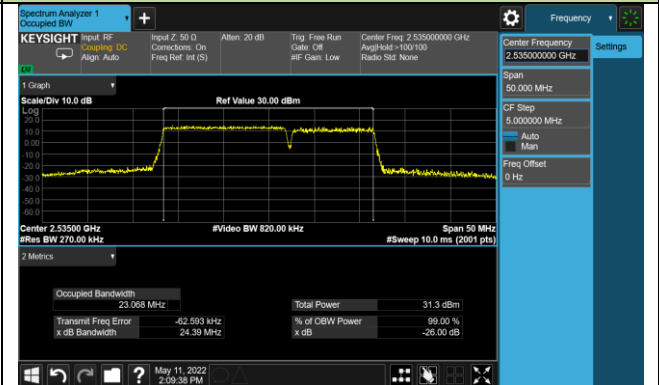 Spectrum Analyzer 1
Occupied BW
+
Frequency
KEYSIGHT
Input: RF
Coupling: DC
Align: Auto
Input Z: 50 Ω
Corrections: On
Freq Ref: Int (S)
Atten: 20 dB
Trig: Free Run
Gate: Off
#IF Gain: Low
Center Freq: 2.535000000 GHz
Avg|Hold:>100/100
Radio Std: None
Center Frequency
2.535000000 GHz
Settings
Span
50.000 MHz
CF Step
5.000000 MHz
Auto
Man
Freq Offset
0 Hz
1 Graph
Scale/Div 10.0 dB
Ref Value 30.00 dBm
Log
20.0
10.0
0.00
-10.0
-20.0
-30.0
-40.0
-50.0
-60.0
Center 2.53500 GHz
#Video BW 820.00 kHz
Span 50 MHz
#Res BW 270.00 kHz
#Sweep 10.0 ms (2001 pts)
2 Metrics
Occupied Bandwidth
23.068 MHz
Total Power
31.3 dBm
Transmit Freq Error
-62.593 kHz
% of OBW Power
99.00 %
x dB Bandwidth
24.39 MHz
x dB
-26.00 dB
?
May 11, 2022
2:09:38 PM